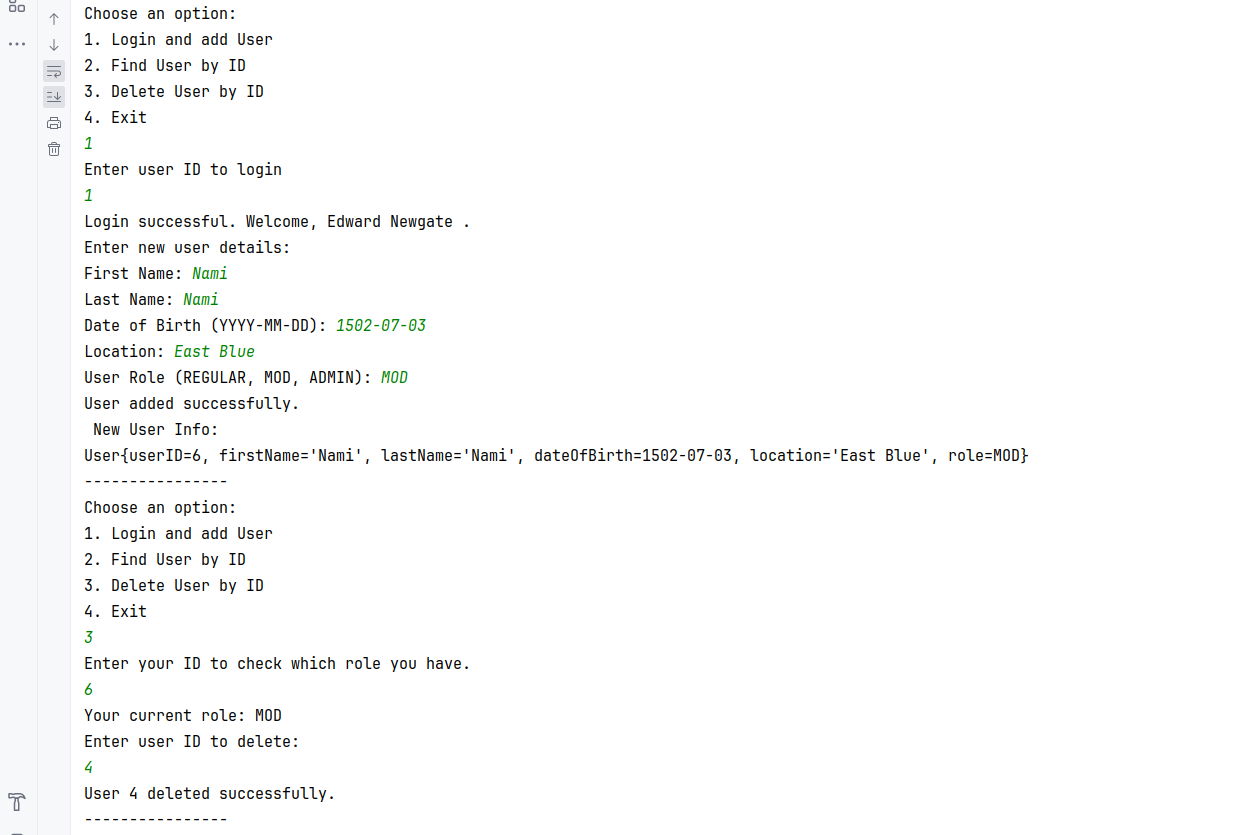 Choose an option:
1. Login and add User
2. Find User by ID
3. Delete User by ID
4. Exit
1
Enter user ID to login
1
Login successful. Welcome, Edward Newgate .
Enter new user details:
First Name: Nami
Last Name: Nami
Date of Birth (YYYY-MM-DD): 1502-07-03
Location: East Blue
User Role (REGULAR, MOD, ADMIN): MOD
User added successfully.
 New User Info:
User{userID=6, firstName='Nami', lastName='Nami', dateOfBirth=1502-07-03, location='East Blue', role=MOD}
----------------
Choose an option:
1. Login and add User
2. Find User by ID
3. Delete User by ID
4. Exit
3
Enter your ID to check which role you have.
6
Your current role: MOD
Enter user ID to delete:
4
User 4 deleted successfully.
----------------